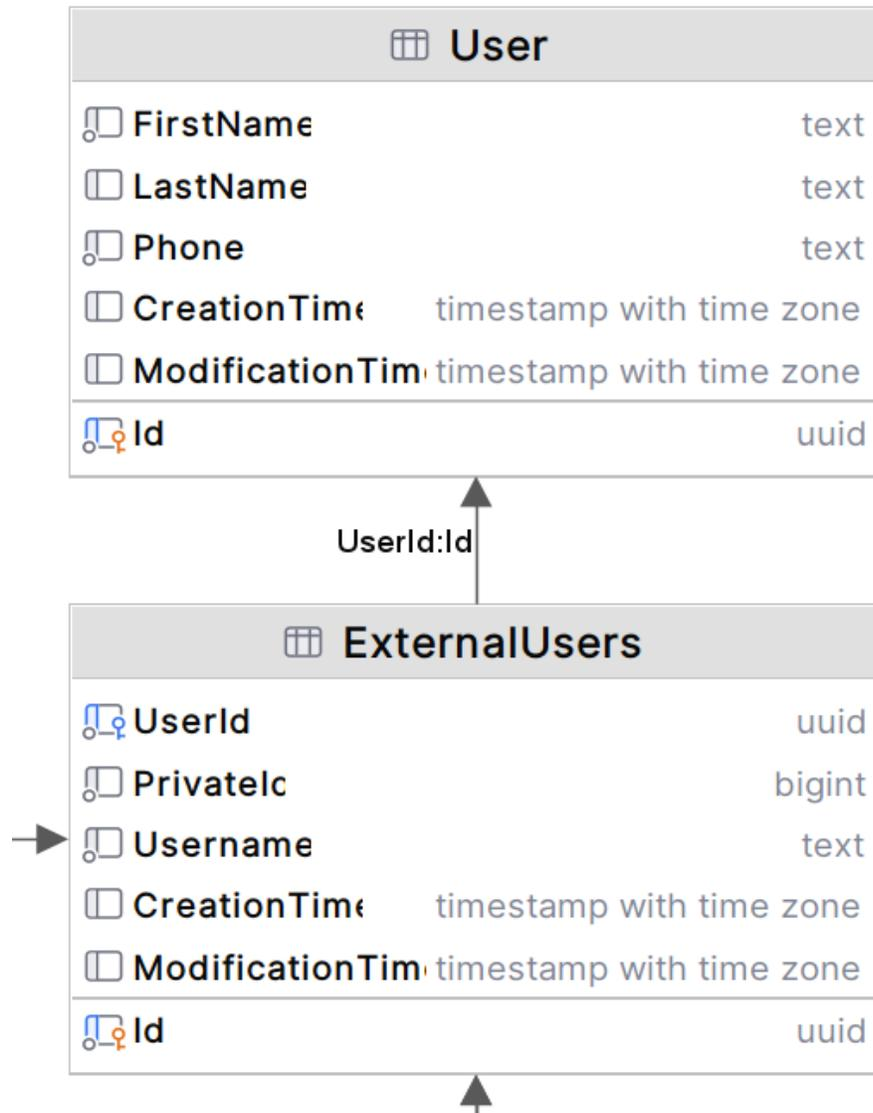 User
FirstName text
LastName text
Phone text
CreationTime timestamp with time zone
ModificationTim timestamp with time zone
Id uuid
UserId:Id
ExternalUsers
UserId uuid
PrivateId bigint
Username text
CreationTime timestamp with time zone
ModificationTim timestamp with time zone
Id uuid